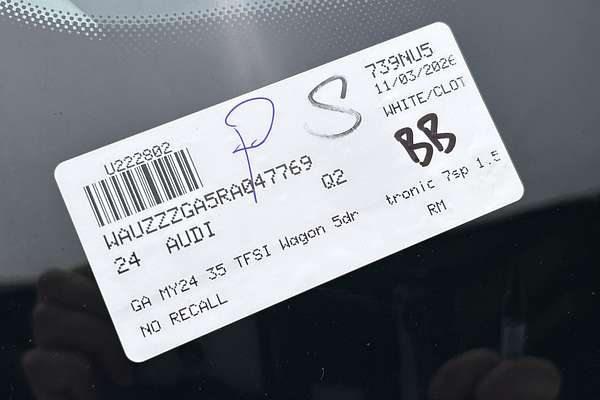 U222802
P
S
739NU5
11/03/2026
WHITE/CLOT
BB
WAUZZZGA5RA047769
24 AUDI Q2 tronic 7sp 1.5
GA MY24 35 TFSI Wagon 5dr RM
NO RECALL